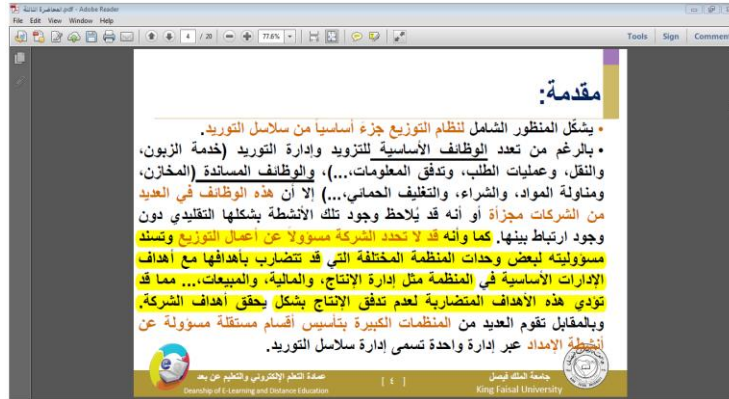 المحاضرة الثالثة.pdf - Adobe Reader
File Edit View Window Help
4 / 20 77.6% Tools Sign Comment
مقدمة:
• يشكّل المنظور الشامل لنظام التوزيع جزءً أساسياً من سلاسل التوريد.
• بالرغم من تعدد الوظائف الأساسية للتزويد وإدارة التوريد (خدمة الزبون،
والنقل، وعمليات الطلب، وتدفق المعلومات،...)، والوظائف المساندة (المخازن،
ومناولة المواد، والشراء، والتغليف الحمائي،...) إلا أن هذه الوظائف في العديد
من الشركات مجزأة أو أنه قد يُلاحظ وجود تلك الأنشطة بشكلها التقليدي دون
وجود ارتباط بينها. كما وأنه قد لا تحدد الشركة مسؤولاً عن أعمال التوزيع وتسند
مسؤوليته لبعض وحدات المنظمة المختلفة التي قد تتضارب بأهدافها مع أهداف
الإدارات الأساسية في المنظمة مثل إدارة الإنتاج، والمالية، والمبيعات،... مما قد
تؤدي هذه الأهداف المتضاربة لعدم تدفق الإنتاج بشكل يحقق أهداف الشركة.
وبالمقابل تقوم العديد من المنظمات الكبيرة بتأسيس أقسام مستقلة مسؤولة عن
أنشطة الإمداد عبر إدارة واحدة تسمى إدارة سلاسل التوريد.
جامعة الملك فيصل [ ٤ ] عمادة التعلم الإلكتروني والتعليم عن بعد
King Faisal University Deanship of E-Learning and Distance Education